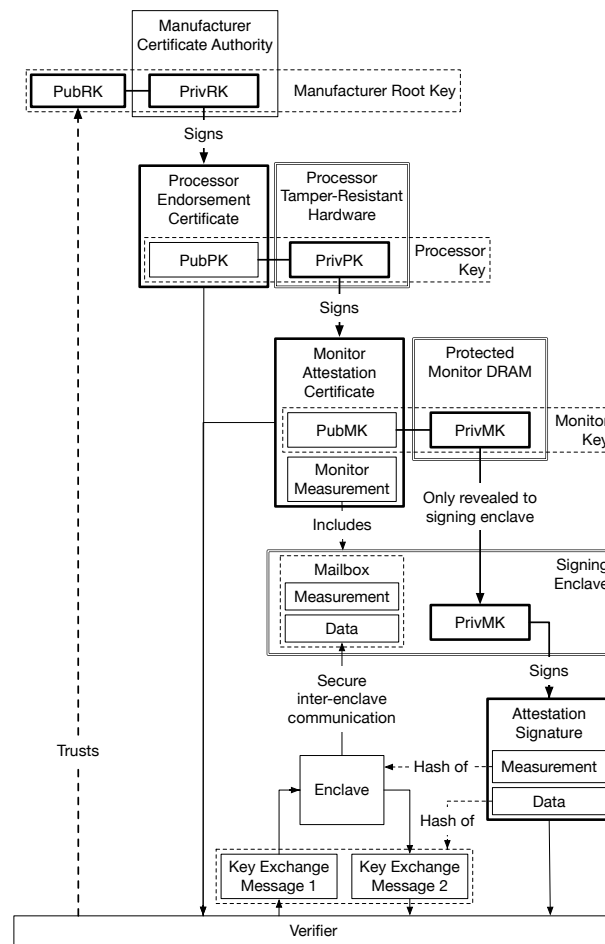 Manufacturer
Certificate Authority
PubRK
PrivRK
Manufacturer Root Key
Signs
Processor
Endorsement
Certificate
Processor
Tamper-Resistant
Hardware
PubPK
PrivPK
Processor
Key
Signs
Monitor
Attestation
Certificate
Protected
Monitor DRAM
PubMK
PrivMK
Monitor
Key
Monitor
Measurement
Only revealed to
signing enclave
Includes
Mailbox
Measurement
Data
Signing
Enclave
PrivMK
Signs
Secure
inter-enclave
communication
Attestation
Signature
Trusts
Enclave
Hash of
Measurement
Data
Hash of
Key Exchange
Message 1
Key Exchange
Message 2
Verifier